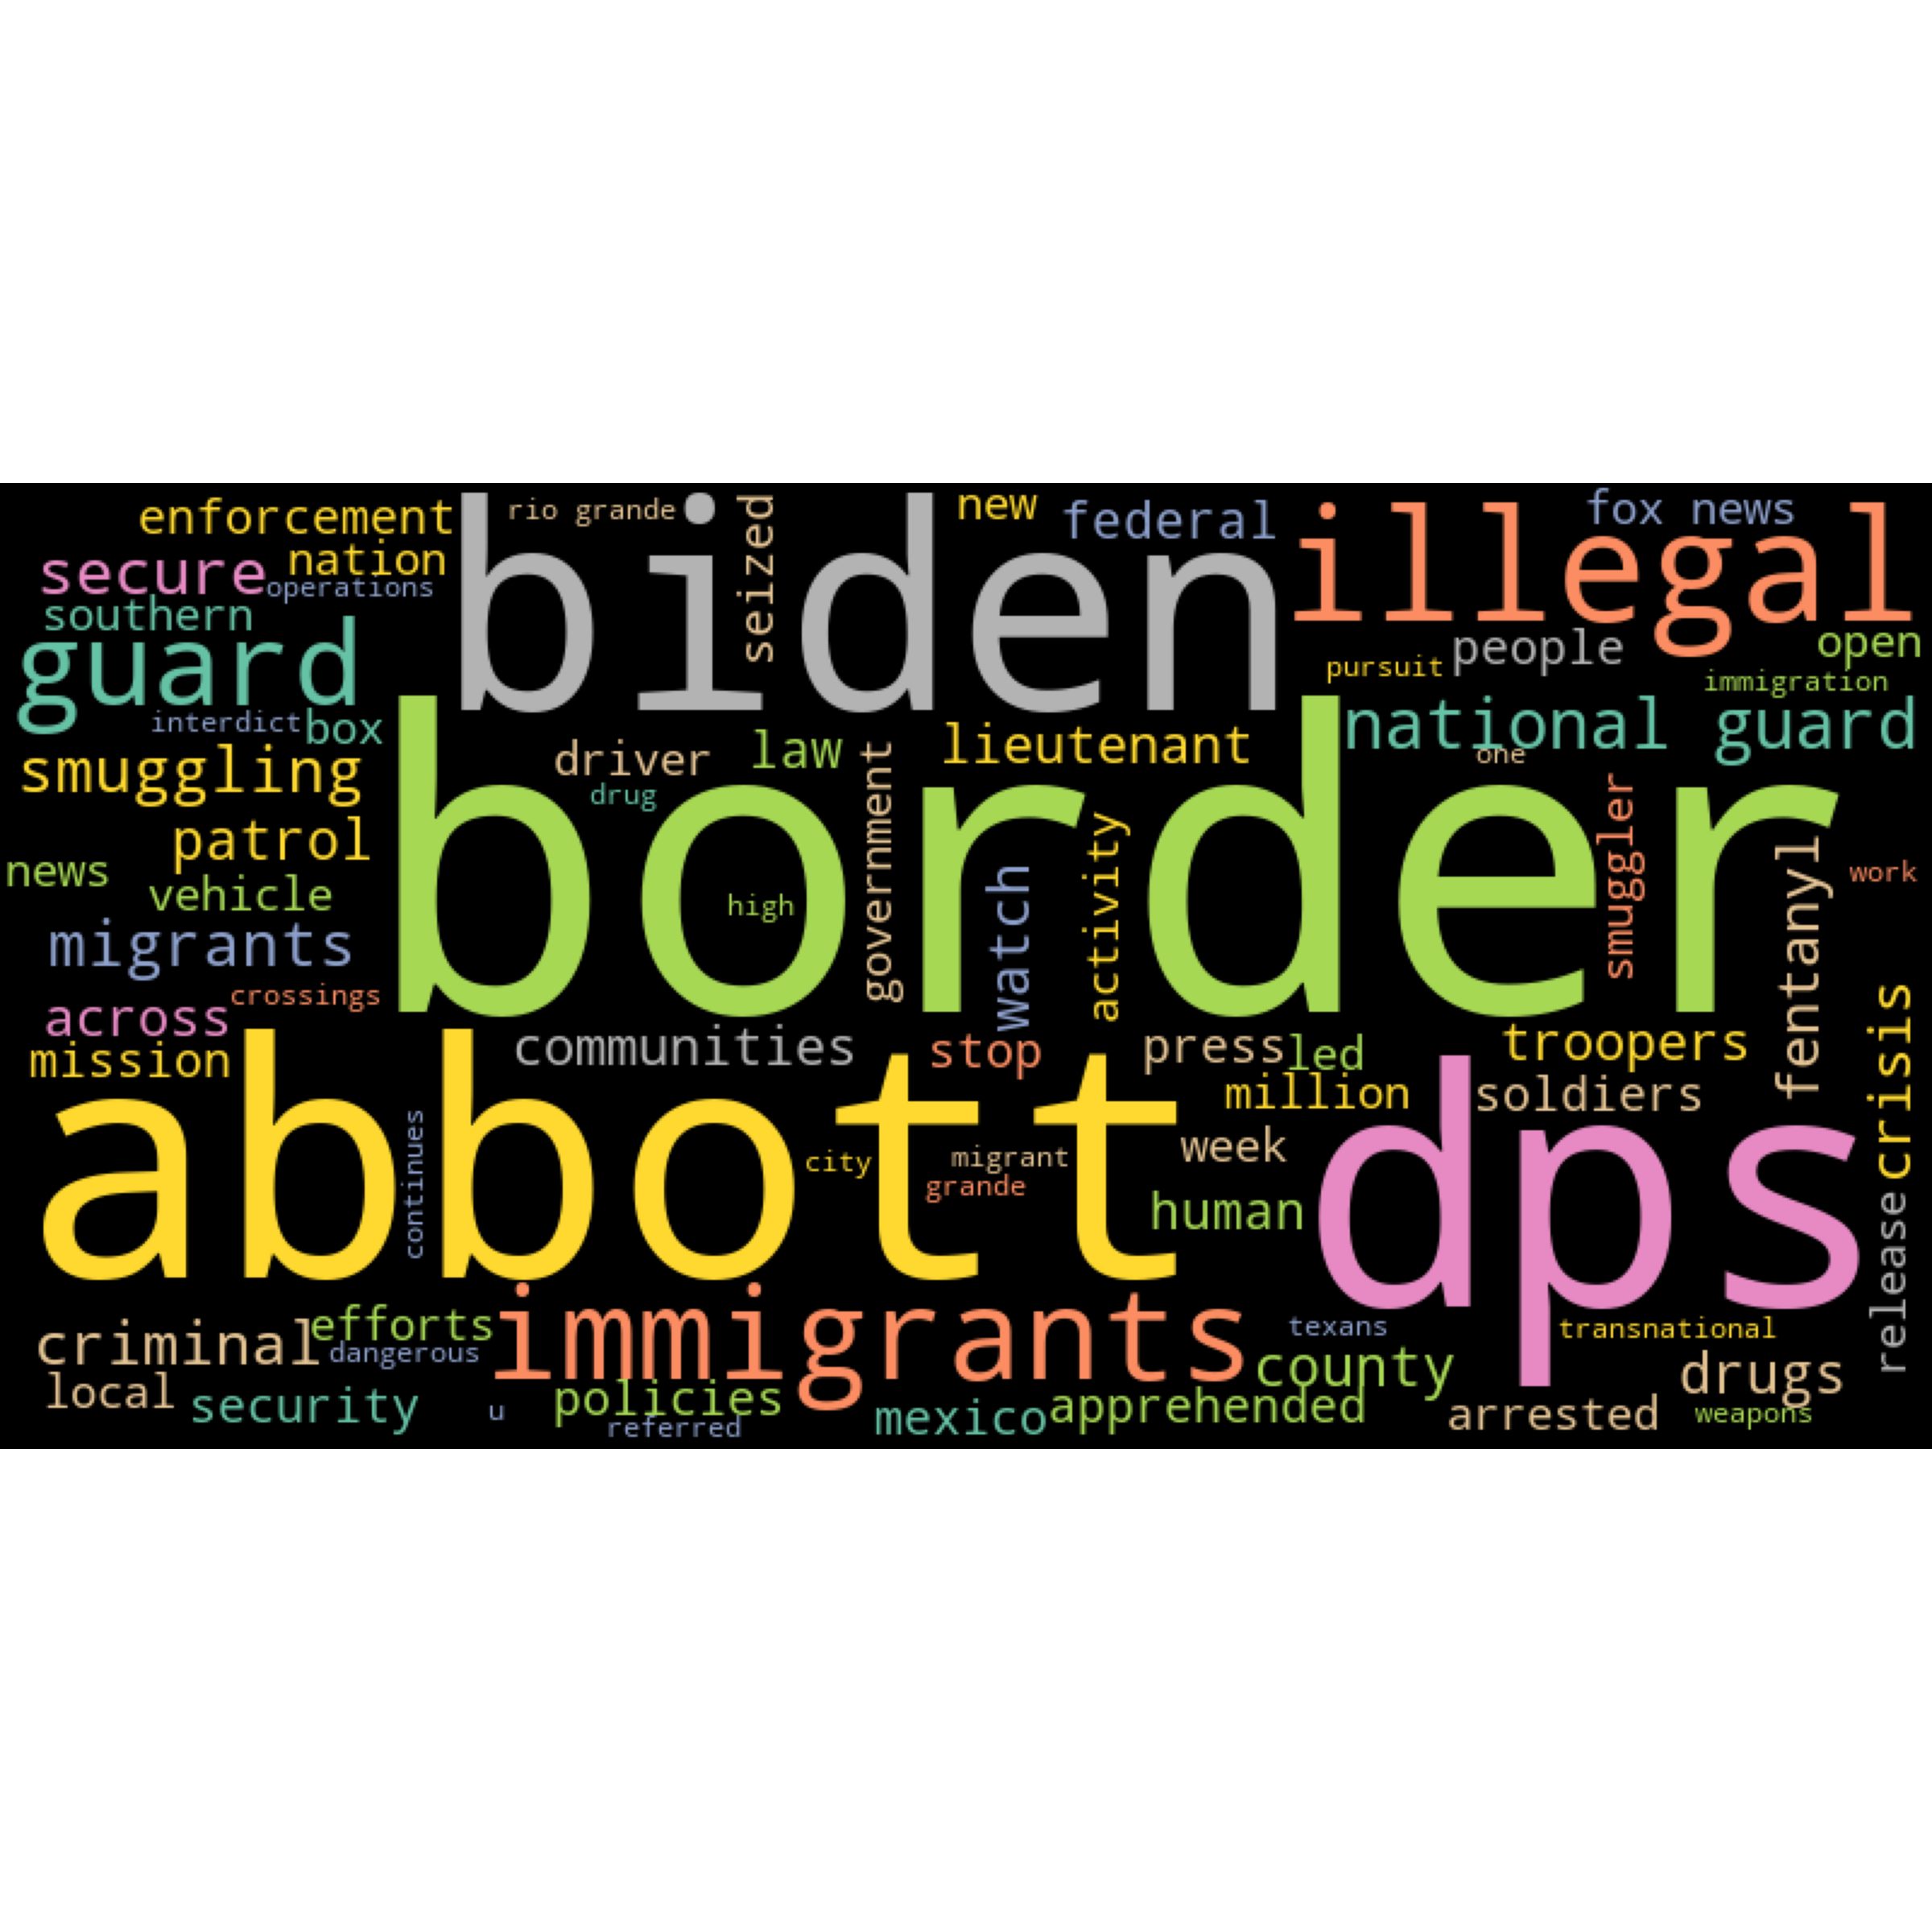 enforcement
rio grande
seized
new
federal
fox news
biden
illegal
secure
nation
operations
southern
guard
people
open
pursuit
immigration
interdict
box
law
lieutenant
national guard
driver
one
smuggling
drug
border
government
activity
smuggler
patrol
news
vehicle
high
watch
fentanyl
work
migrants
crossings
across
mission
communities
stop
press
led
troopers
crisis
million
soldiers
abbott
continues
city
migrant
grande
week
human
dps
release
criminal
efforts
dangerous
immigrants
texans
transnational
county
drugs
local
security
u
policies
referred
mexico
apprehended
arrested
weapons